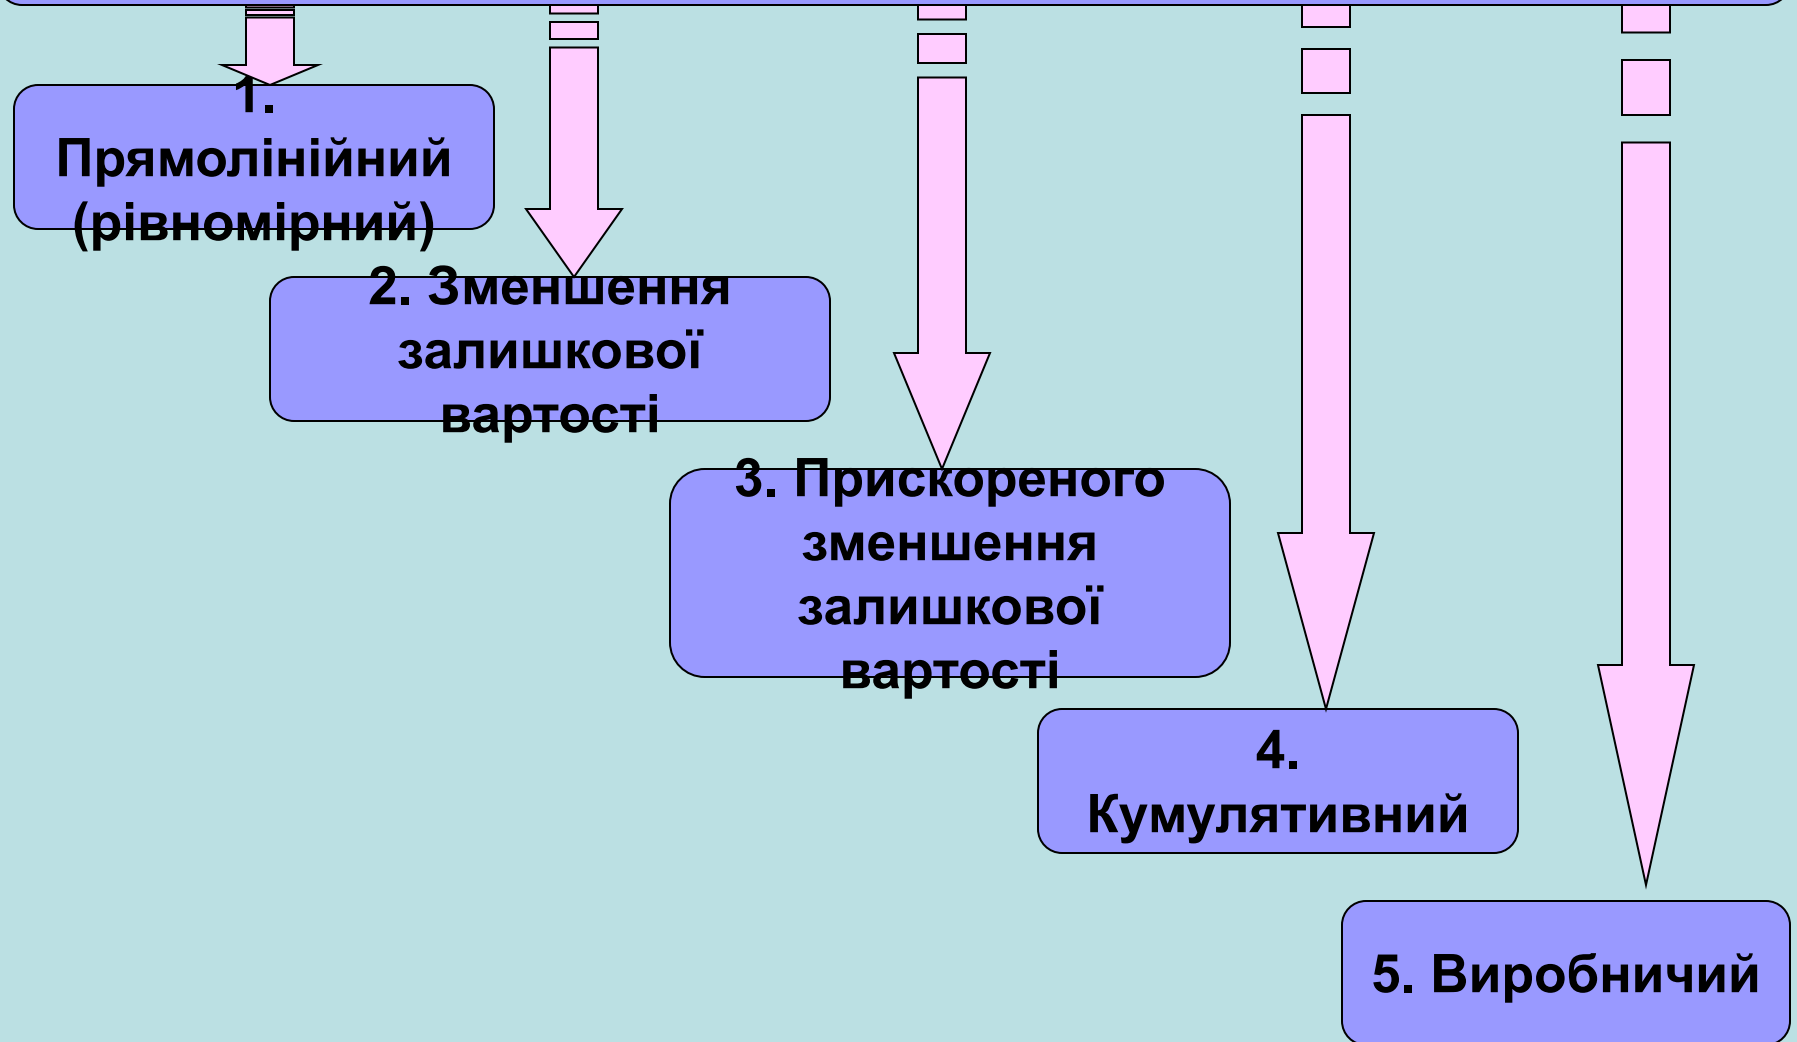 1.
Прямолінійний
(рівномірний)
2. Зменшення
залишкової
вартості
3. Прискореного
зменшення
залишкової
вартості
4.
Кумулятивний
5. Виробничий